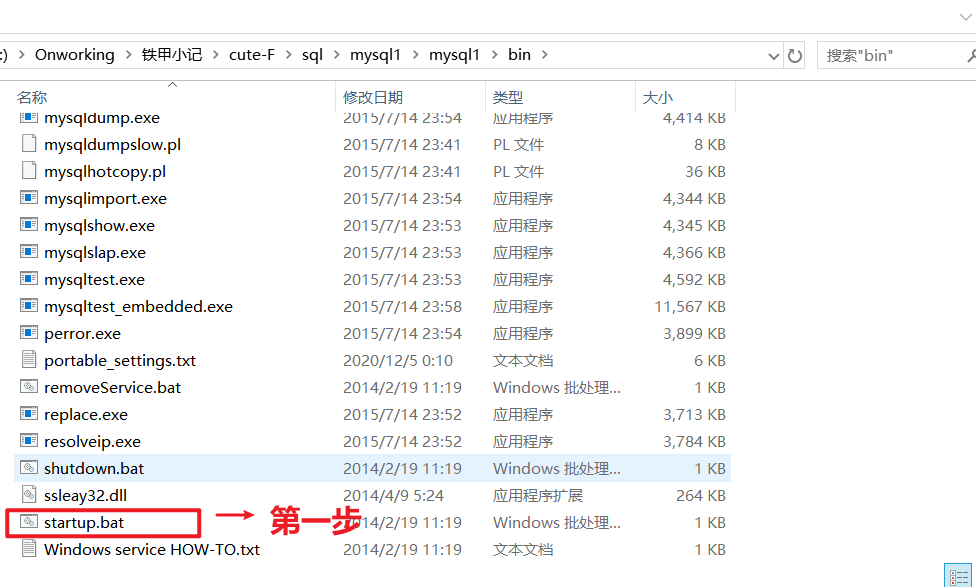 :) > Onworking > 铁甲小记 > cute-F > sql > mysql1 > mysql1 > bin > 搜索"bin"
名称 修改日期 类型 大小
mysqldump.exe 2015/7/14 23:54 应用程序 4,414 KB
mysqldumpslow.pl 2015/7/14 23:41 PL 文件 8 KB
mysqlhotcopy.pl 2015/7/14 23:41 PL 文件 36 KB
mysqlimport.exe 2015/7/14 23:54 应用程序 4,344 KB
mysqlshow.exe 2015/7/14 23:53 应用程序 4,345 KB
mysqlslap.exe 2015/7/14 23:53 应用程序 4,366 KB
mysqltest.exe 2015/7/14 23:53 应用程序 4,592 KB
mysqltest_embedded.exe 2015/7/14 23:58 应用程序 11,567 KB
perror.exe 2015/7/14 23:54 应用程序 3,899 KB
portable_settings.txt 2020/12/5 0:10 文本文档 6 KB
removeService.bat 2014/2/19 11:19 Windows 批处理... 1 KB
replace.exe 2015/7/14 23:52 应用程序 3,713 KB
resolveip.exe 2015/7/14 23:52 应用程序 3,784 KB
shutdown.bat 2014/2/19 11:19 Windows 批处理... 1 KB
ssleay32.dll 2014/4/9 5:24 应用程序扩展 264 KB
startup.bat 第一步 2014/2/19 11:19 Windows 批处理... 1 KB
Windows service HOW-TO.txt 2014/2/19 11:19 文本文档 1 KB